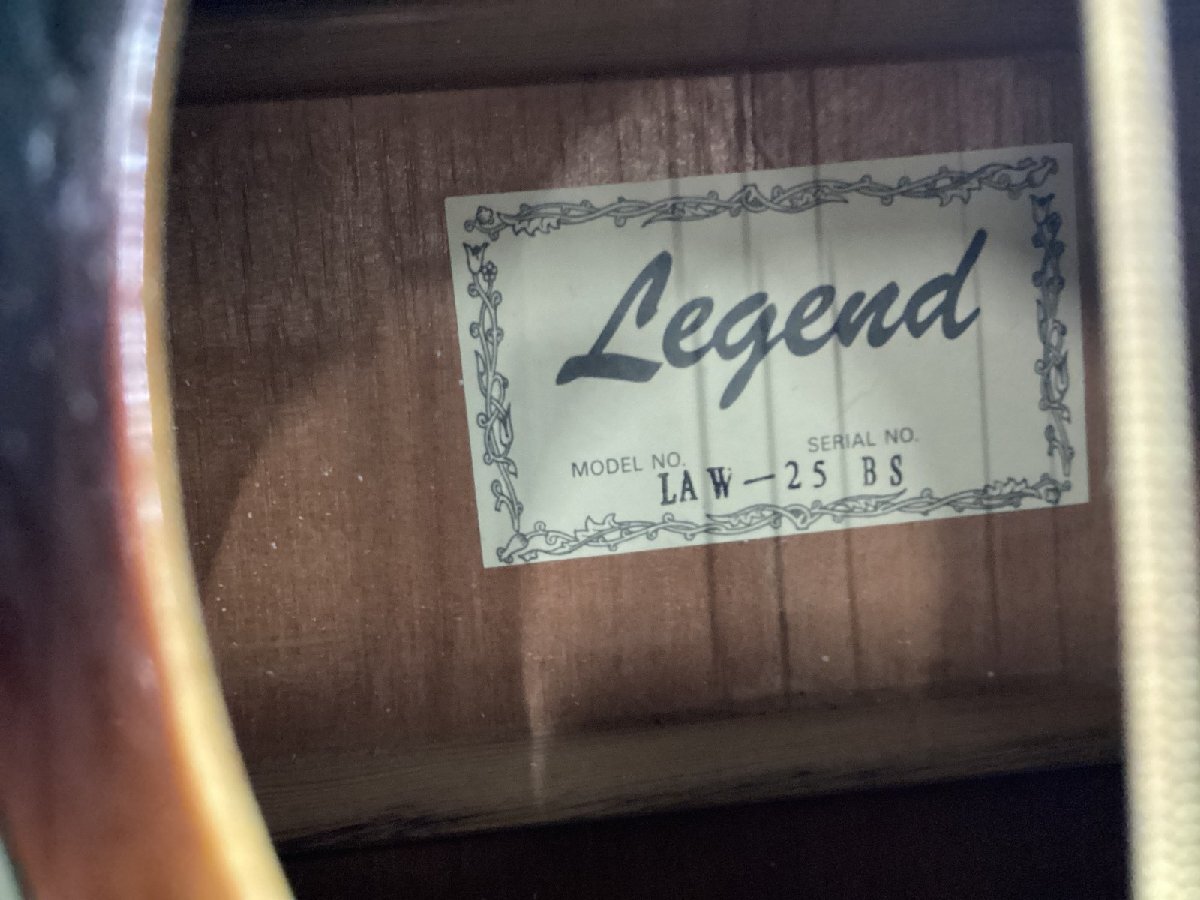 Legend
MODEL NO. SERIAL NO.
LAW-25 BS